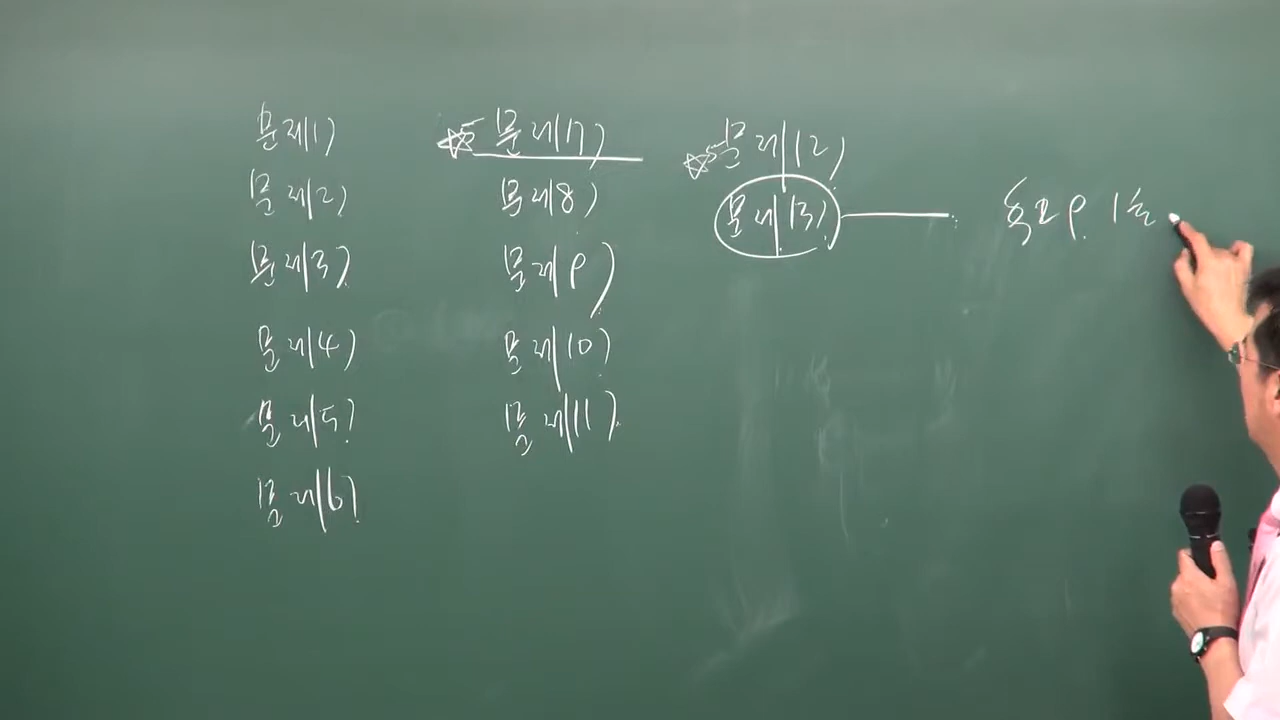 문제1)
문제2)
문제3)
문제4)
문제5)
문제6)
☆ 문제7)
문제8)
문제9)
문제10)
문제11)
☆ 문제12)
문제13)